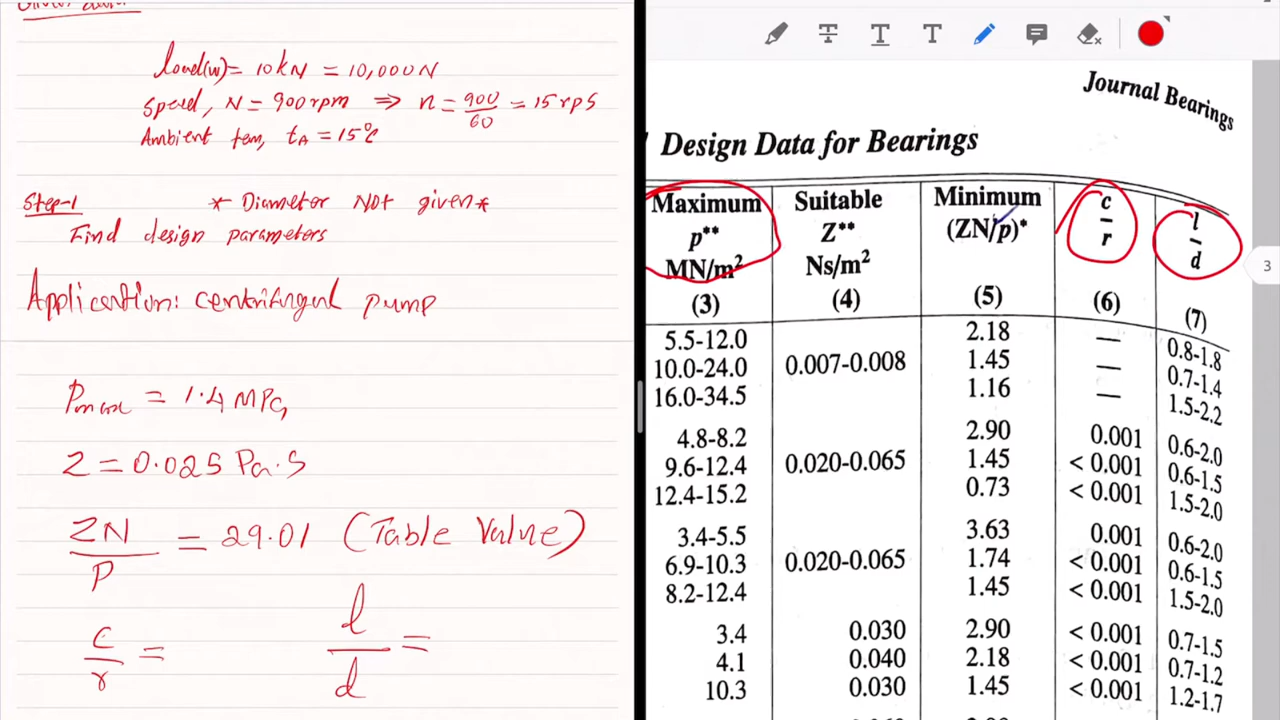 load(w) = 10kN = 10,000N
Speed, N = 900rpm ⇒ n = 900/60 = 15 rps
Ambient tem, tA = 15°c
Step-1 * Diameter Not given*
Find design parameters
Application: centrifugal pump
Pmax = 1.4 MPa
Z = 0.025 Pa.S
ZN/P = 29.01 (Table Value)
c/r = l/d =
Journal Bearings
Design Data for Bearings
Maximum p** MN/m² (3)
Suitable Z** Ns/m² (4)
Minimum (ZN/p)* (5)
c/r (6)
l/d (7)
5.5-12.0 2.18 — 0.8-1.8
10.0-24.0 0.007-0.008 1.45 — 0.7-1.4
16.0-34.5 1.16 — 1.5-2.2
4.8-8.2 2.90 0.001 0.6-2.0
9.6-12.4 0.020-0.065 1.45 < 0.001 0.6-1.5
12.4-15.2 0.73 < 0.001 1.5-2.0
3.4-5.5 3.63 0.001 0.6-2.0
6.9-10.3 0.020-0.065 1.74 < 0.001 0.6-1.5
8.2-12.4 1.45 < 0.001 1.5-2.0
3.4 0.030 2.90 < 0.001 0.7-1.5
4.1 0.040 2.18 < 0.001 0.7-1.2
10.3 0.030 1.45 < 0.001 1.2-1.7
3